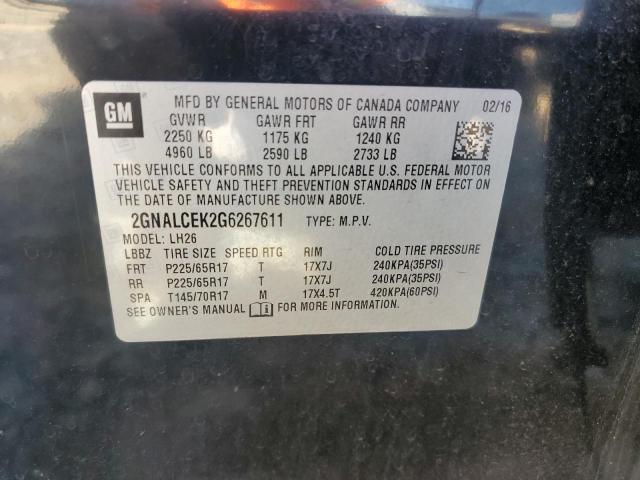 GM
MFD BY GENERAL MOTORS OF CANADA COMPANY 02/16
GVWR GAWR FRT GAWR RR
2250 KG 1175 KG 1240 KG
4960 LB 2590 LB 2733 LB
THIS VEHICLE CONFORMS TO ALL APPLICABLE U.S. FEDERAL MOTOR
VEHICLE SAFETY AND THEFT PREVENTION STANDARDS IN EFFECT ON
THE DATE OF MANUFACTURE SHOWN ABOVE.
2GNALCEK2G6267611 TYPE: M.P.V.
MODEL: LH26
LBBZ TIRE SIZE SPEED RTG RIM COLD TIRE PRESSURE
FRT P225/65R17 T 17X7J 240KPA(35PSI)
RR P225/65R17 T 17X7J 240KPA(35PSI)
SPA T145/70R17 M 17X4.5T 420KPA(60PSI)
SEE OWNER'S MANUAL FOR MORE INFORMATION.